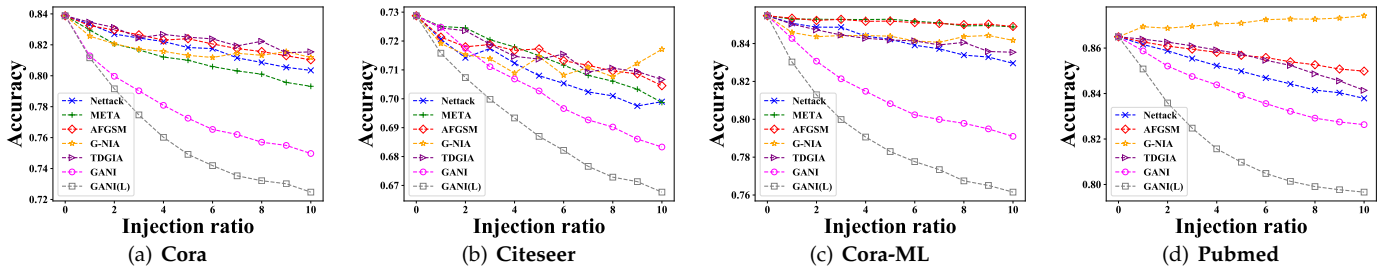 Accuracy
0.84
0.82
0.80
0.78
0.76
0.74
0.72
Nettack
META
AFGSM
G-NIA
TDGIA
GANI
GANI(L)
0 2 4 6 8 10
Injection ratio
(a) Cora
Accuracy
0.73
0.72
0.71
0.70
0.69
0.68
0.67
Nettack
META
AFGSM
G-NIA
TDGIA
GANI
GANI(L)
0 2 4 6 8 10
Injection ratio
(b) Citeseer
Accuracy
0.84
0.82
0.80
0.78
0.76
Nettack
META
AFGSM
G-NIA
TDGIA
GANI
GANI(L)
0 2 4 6 8 10
Injection ratio
(c) Cora-ML
Accuracy
0.86
0.84
0.82
0.80
Nettack
AFGSM
G-NIA
TDGIA
GANI
GANI(L)
0 1 2 3 4 5 6 7 8 9 10
Injection ratio
(d) Pubmed